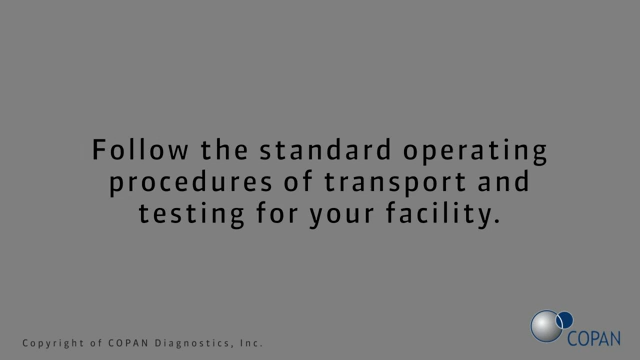 Follow the standard operating
procedures of transport and
testing for your facility.
Copyright of COPAN Diagnostics, Inc.
COPAN